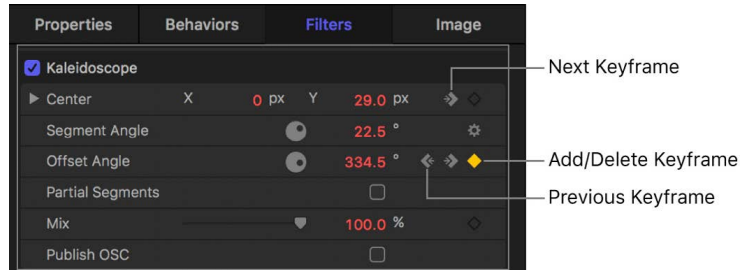 Properties Behaviors Filters Image
Kaleidoscope
Next Keyframe
Center X 0 px Y 29.0 px
Segment Angle 22.5 °
Offset Angle 334.5 °
Add/Delete Keyframe
Partial Segments
Previous Keyframe
Mix 100.0 %
Publish OSC